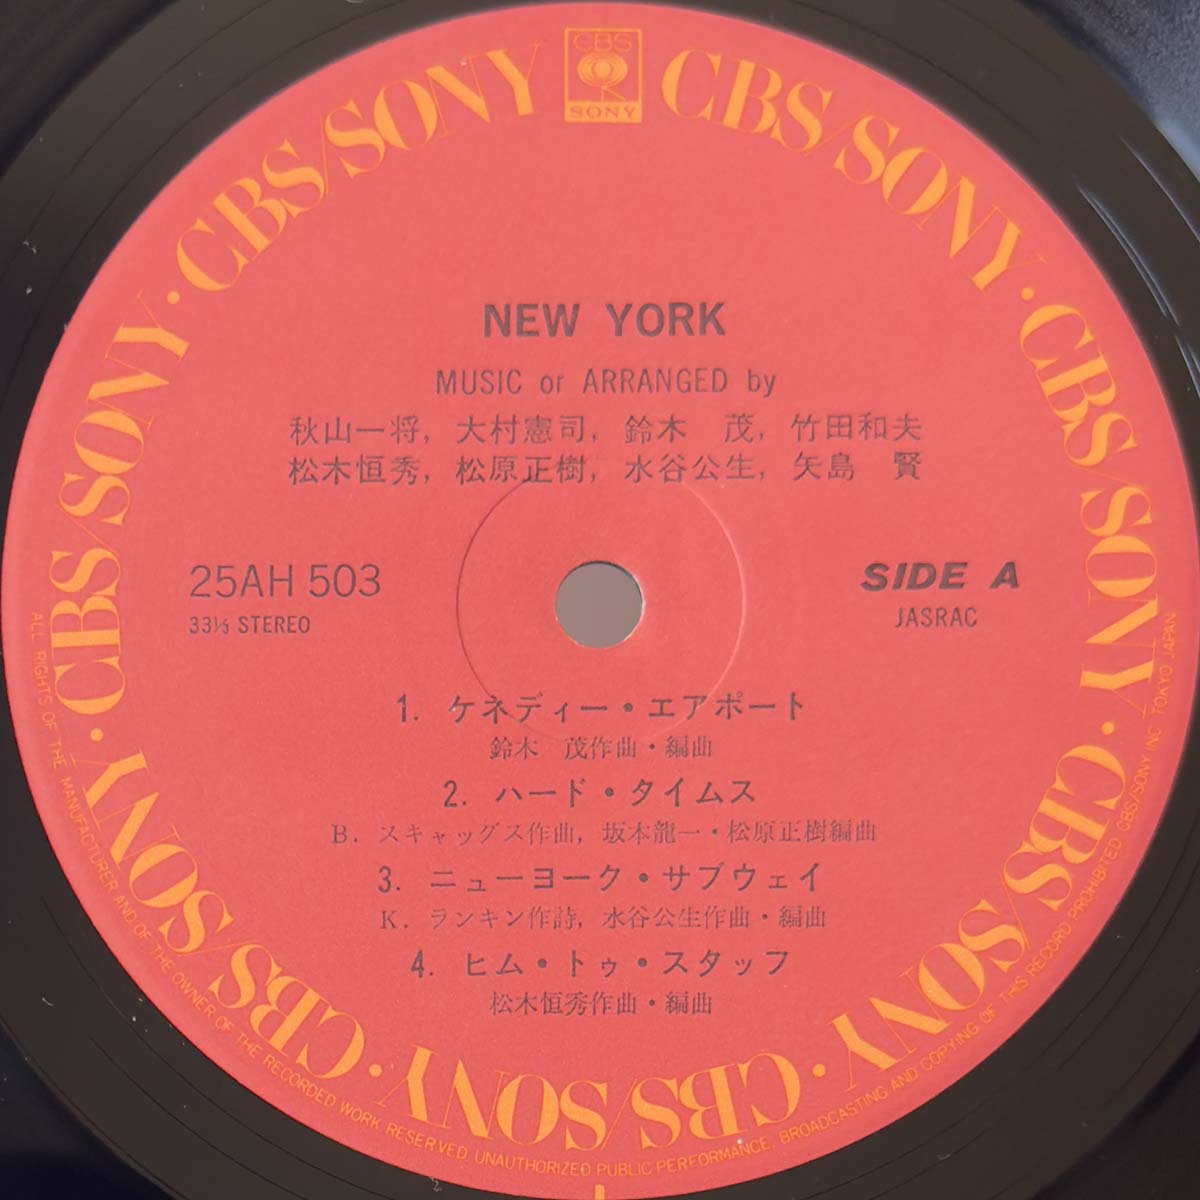 CBS
SONY
CBS/SONY · CBS/SONY · CBS/SONY · CBS/SONY · CBS/SONY · CBS/SONY · CBS/SONY · CBS/SONY
NEW YORK
MUSIC or ARRANGED by
秋山一将, 大村憲司, 鈴木 茂, 竹田和夫
松木恒秀, 松原正樹, 水谷公生, 矢島 賢
25AH 503
33⅓ STEREO
SIDE A
JASRAC
1. ケネディー・エアポート
鈴木 茂作曲・編曲
2. ハード・タイムス
B. スキャッグス作曲, 坂本龍一・松原正樹編曲
3. ニューヨーク・サブウェイ
K. ランキン作詩, 水谷公生作曲・編曲
4. ヒム・トゥ・スタッフ
松木恒秀作曲・編曲
ALL RIGHTS OF THE MANUFACTURER AND OF THE OWNER OF THE RECORDED WORK RESERVED UNAUTHORIZED PUBLIC PERFORMANCE, BROADCASTING AND COPYING OF THIS RECORD PROHIBITED CBS/SONY INC TOKYO JAPAN